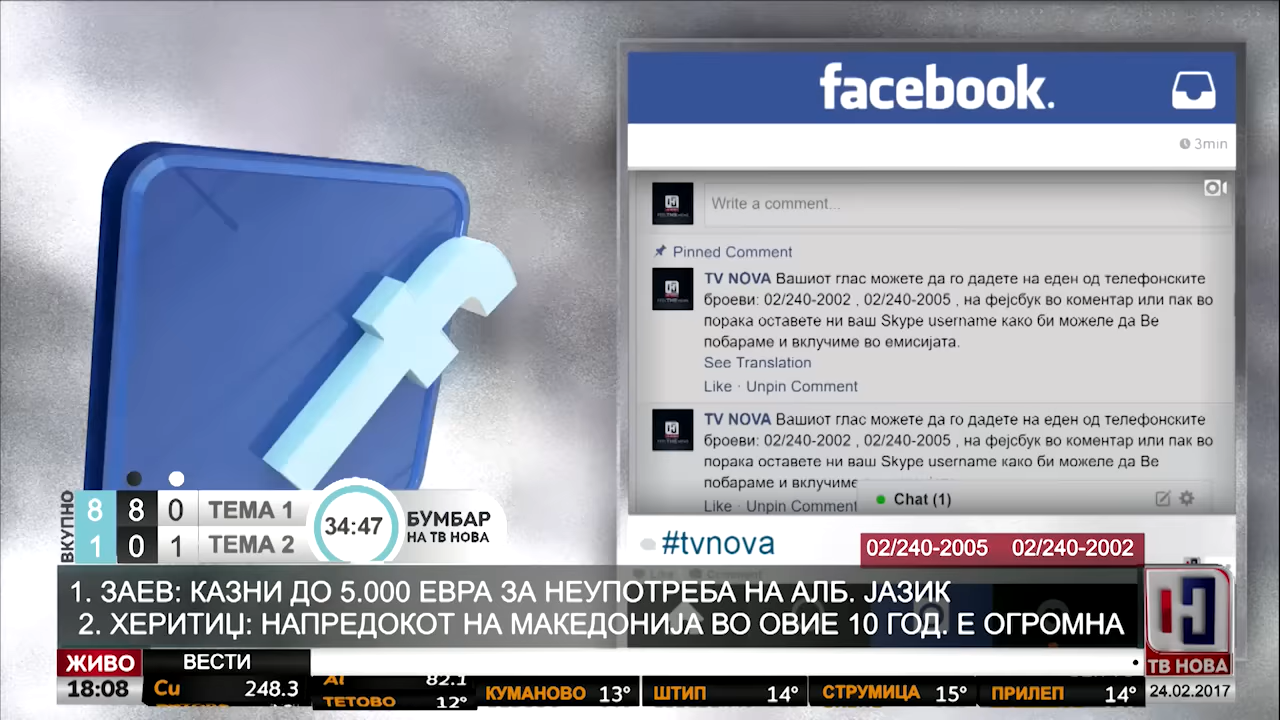 facebook.
3min
Write a comment...
Pinned Comment
TV NOVA Вашиот глас можете да го дадете на еден од телефонските
броеви: 02/240-2002 , 02/240-2005 , на фејсбук во коментар или пак во
порака оставете ни ваш Skype username како би можеле да Ве
побараме и вклучиме во емисијата.
See Translation
Like · Unpin Comment
TV NOVA Вашиот глас можете да го дадете на еден од телефонските
броеви: 02/240-2002 , 02/240-2005 , на фејсбук во коментар или пак во
порака оставете ни ваш Skype username како би можеле да Ве
побараме и вклучиме
Like · Unpin Comment
Chat (1)
#tvnova
02/240-2005 02/240-2002
ВКУПНО
8 8 0 ТЕМА 1
1 0 1 ТЕМА 2
34:47
БУМБАР
НА ТВ НОВА
1. ЗАЕВ: КАЗНИ ДО 5.000 ЕВРА ЗА НЕУПОТРЕБА НА АЛБ. ЈАЗИК
2. ХЕРИТИЏ: НАПРЕДОКОТ НА МАКЕДОНИЈА ВО ОВИЕ 10 ГОД. Е ОГРОМНА
ЖИВО ВЕСТИ
18:08
Cu 248.3
Al 82.1
ТЕТОВО 12°
КУМАНОВО 13°
ШТИП 14°
СТРУМИЦА 15°
ПРИЛЕП 14°
ТВ НОВА
24.02.2017